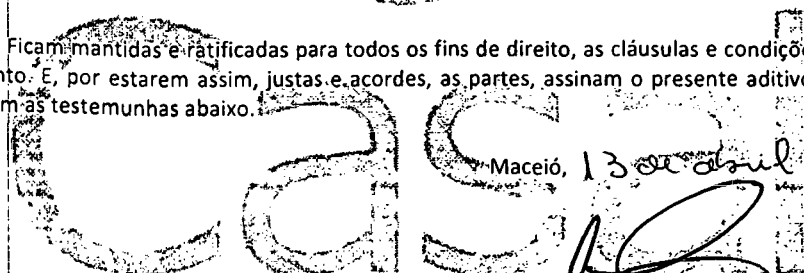 Ficam mantidas e ratificadas para todos os fins de direito, as cláusulas e condiçõ
nto. E, por estarem assim, justas e acordes, as partes, assinam o presente aditivo
m as testemunhas abaixo.
Maceió, 13 de abril
casal